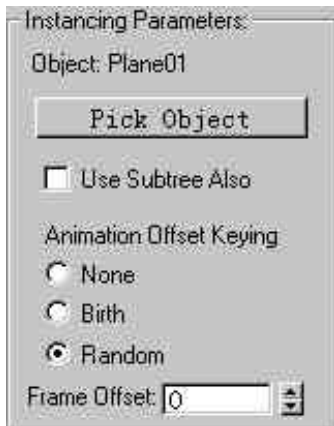 Instancing Parameters:
Object: Plane01
Pick Object
Use Subtree Also
Animation Offset Keying
None
Birth
Random
Frame Offset: 0